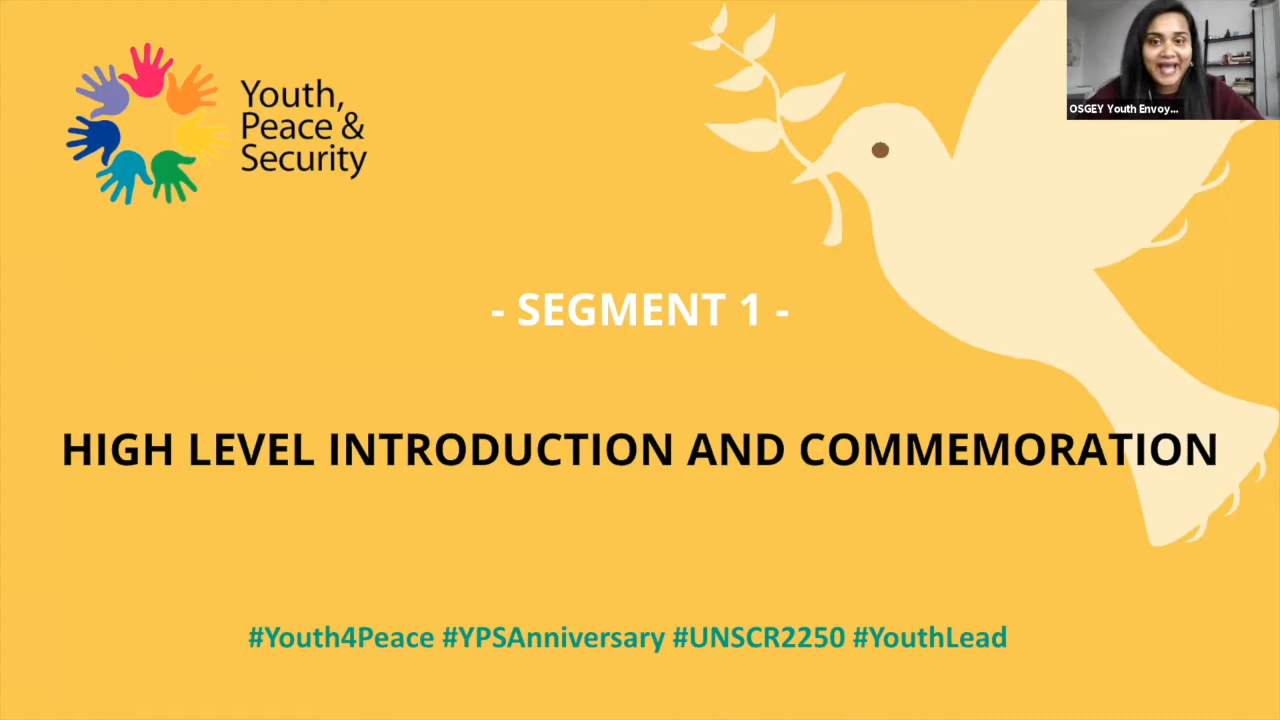 Youth,
Peace &
Security
OSGEY Youth Envoy...
- SEGMENT 1 -
HIGH LEVEL INTRODUCTION AND COMMEMORATION
#Youth4Peace #YPSAnniversary #UNSCR2250 #YouthLead